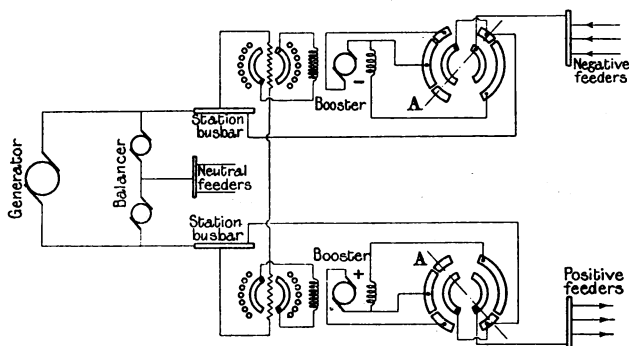 Negative
feeders
Booster
−
A
Station
busbar
Generator
Balancer
Neutral
feeders
Station
busbar
Booster
+
A
Positive
feeders